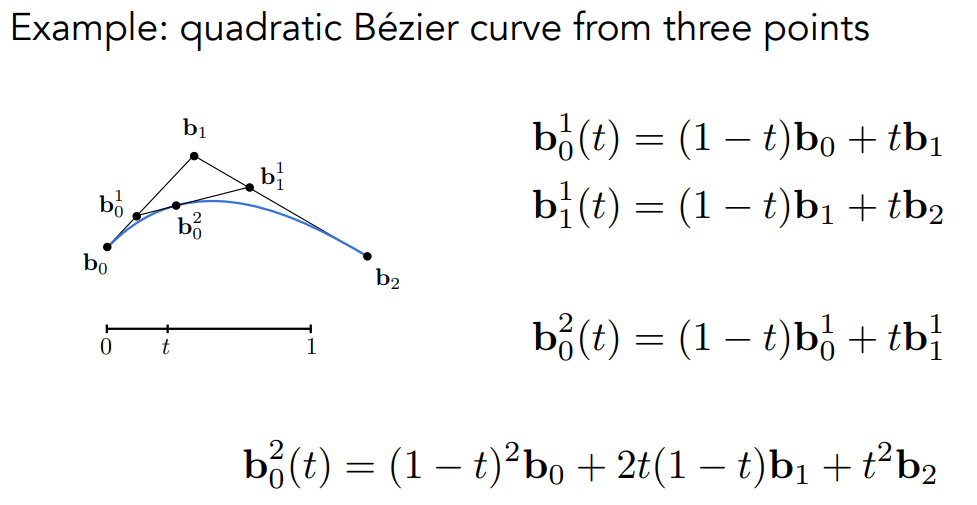 Example: quadratic Bézier curve from three points
b₁
b₁¹
b₀¹
b₀²
b₀
b₂
0 t 1
b₀¹(t) = (1 − t)b₀ + tb₁
b₁¹(t) = (1 − t)b₁ + tb₂
b₀²(t) = (1 − t)b₀¹ + tb₁¹
b₀²(t) = (1 − t)²b₀ + 2t(1 − t)b₁ + t²b₂